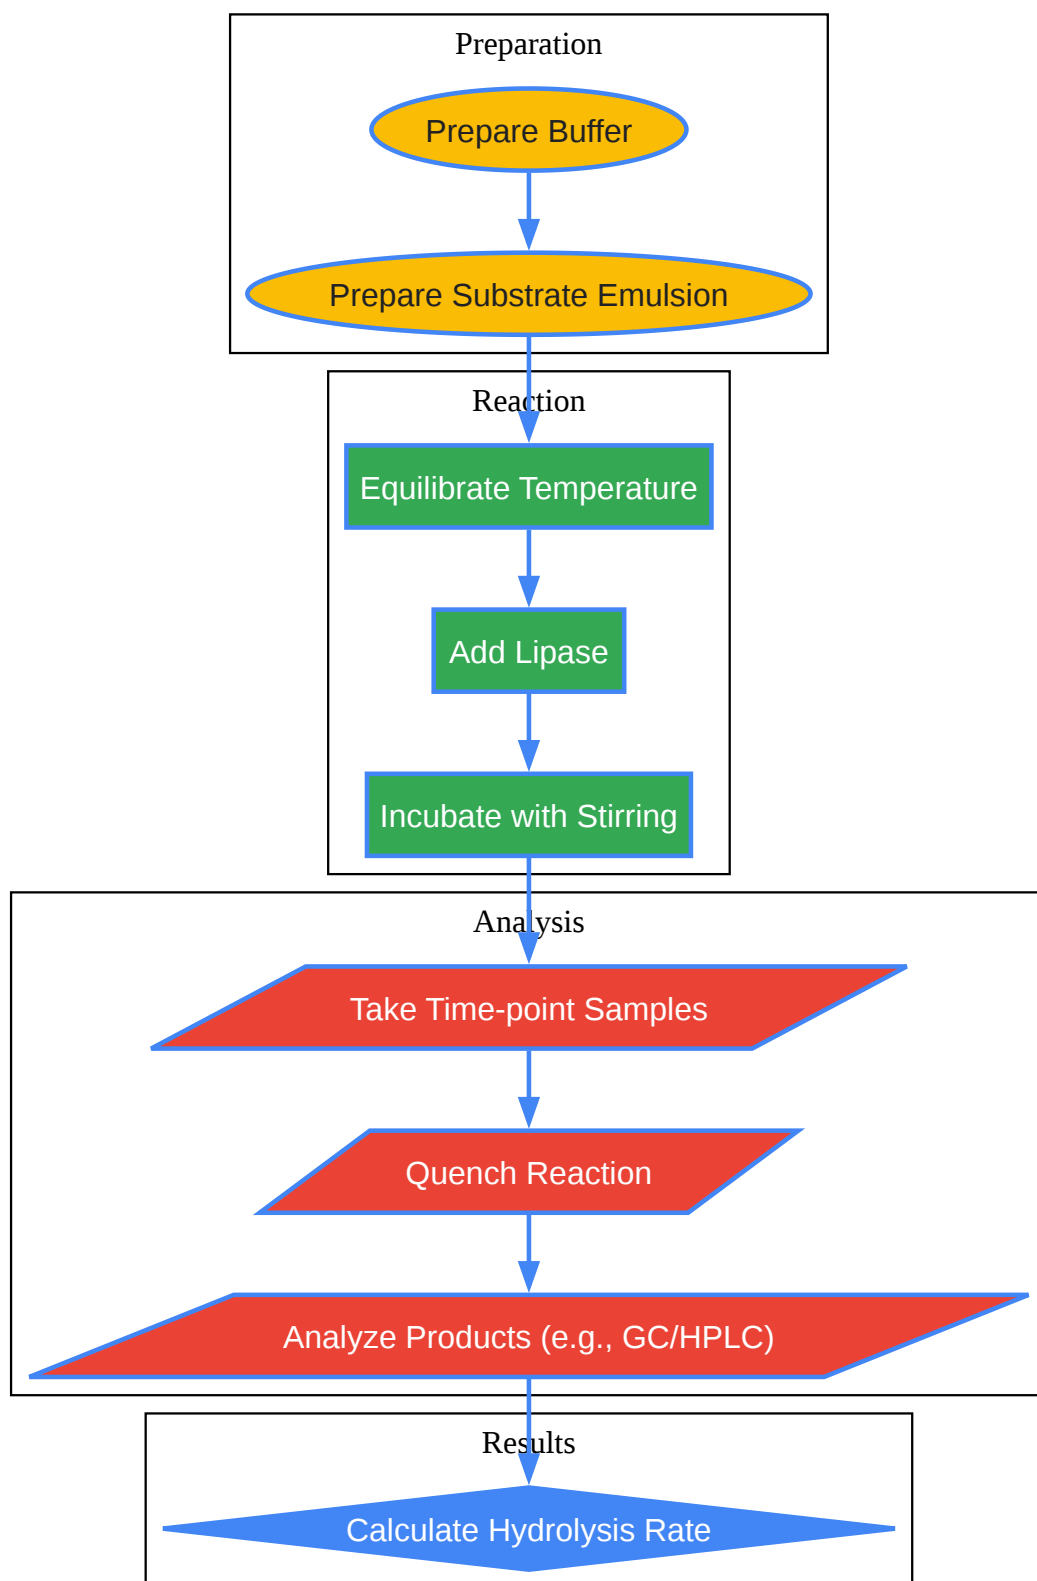 Preparation
Prepare Buffer
Prepare Substrate Emulsion
Reaction
Equilibrate Temperature
Add Lipase
Incubate with Stirring
Analysis
Take Time-point Samples
Quench Reaction
Analyze Products (e.g., GC/HPLC)
Results
Calculate Hydrolysis Rate